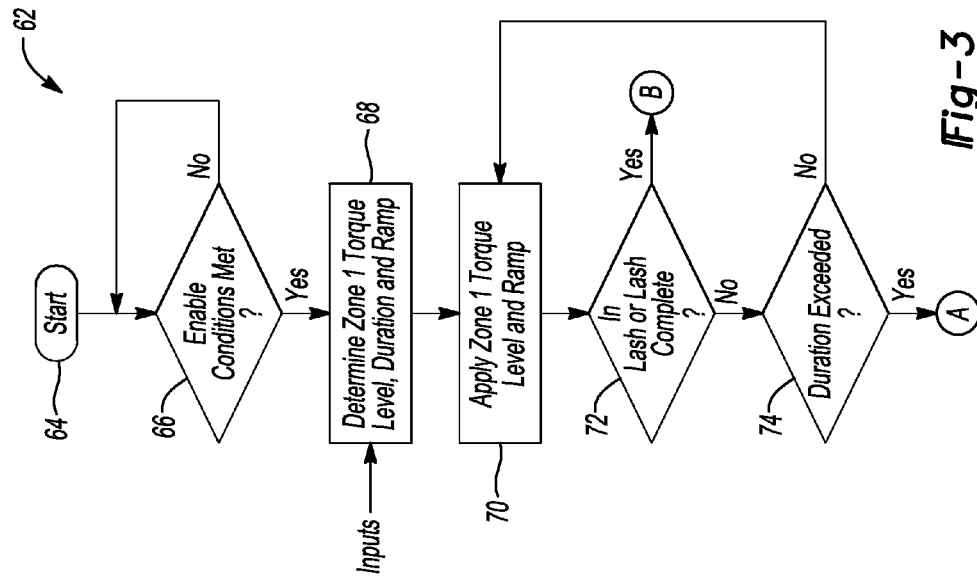 62
Start
64
Enable
Conditions Met
?
66
No
Yes
68
Determine Zone 1 Torque
Level, Duration and Ramp
Inputs
Apply Zone 1 Torque
Level and Ramp
70
In
Lash or Lash
Complete
?
72
Yes
B
No
Duration Exceeded
?
74
No
Yes
A
Fig-3